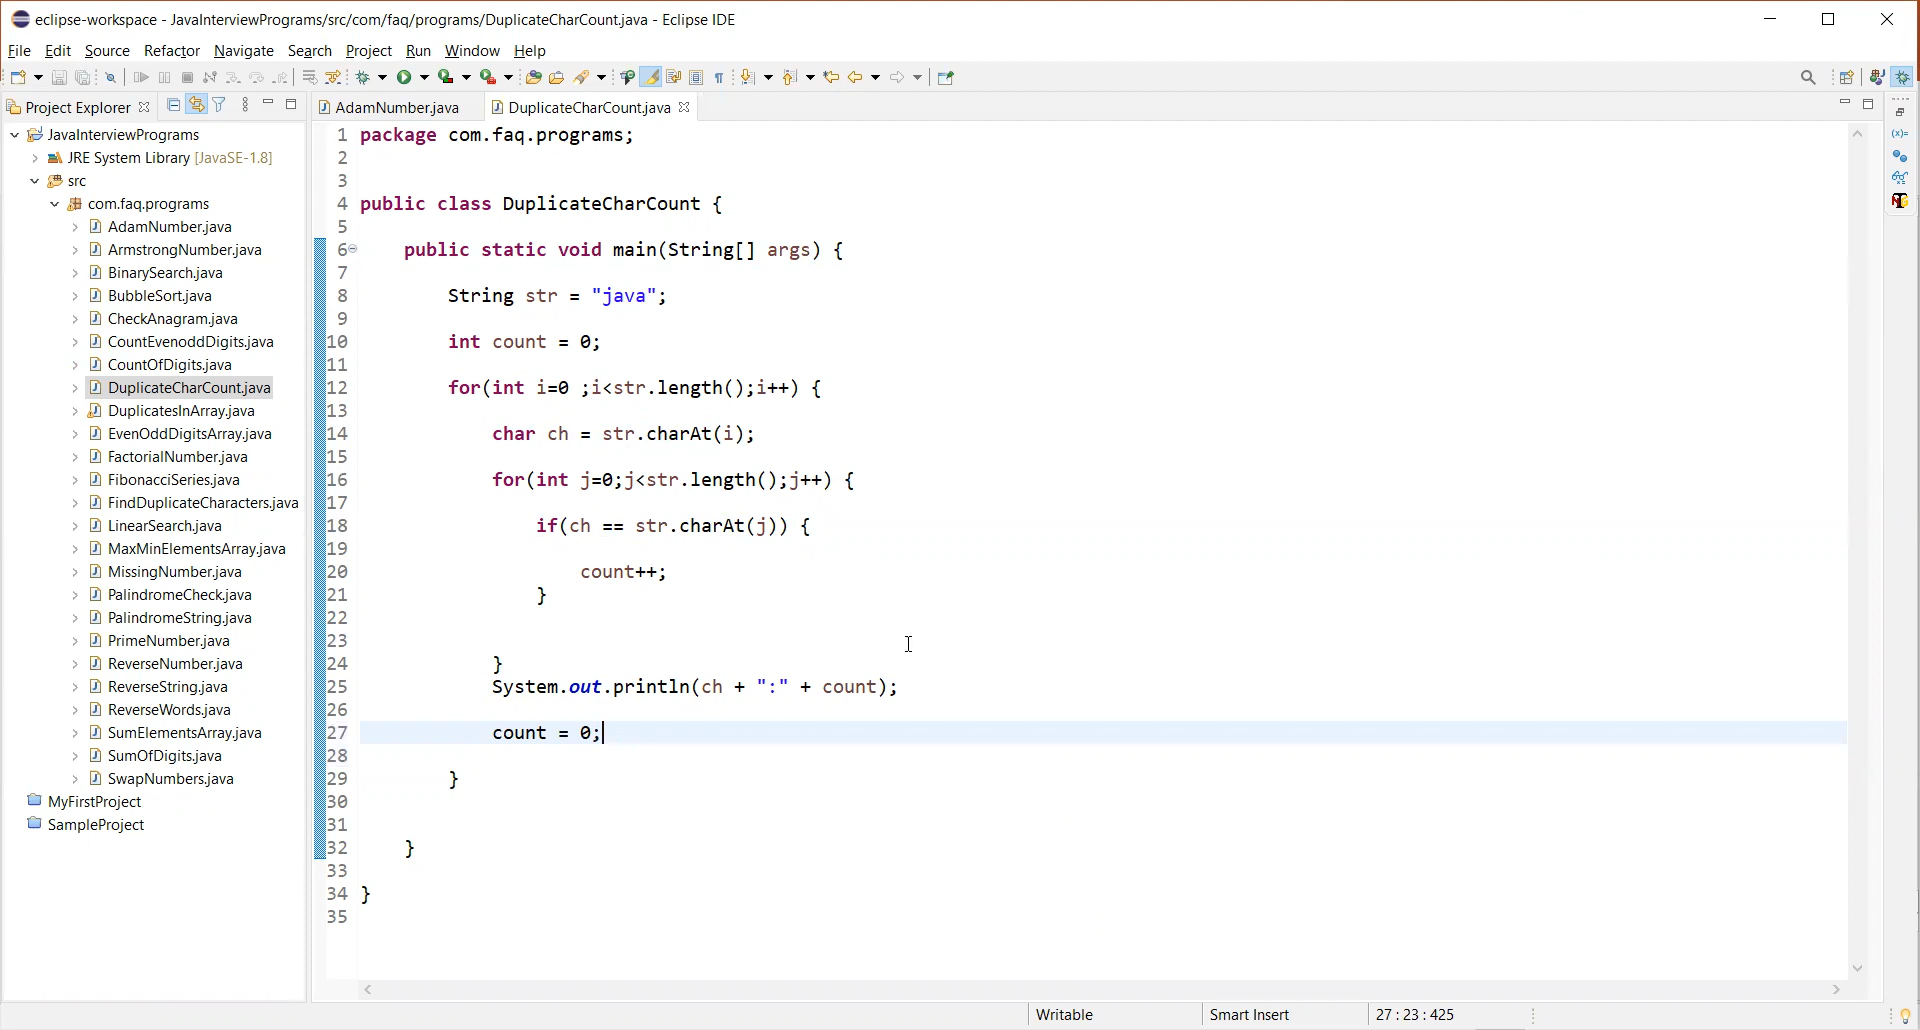 eclipse-workspace - JavaInterviewPrograms/src/com/faq/programs/DuplicateCharCount.java - Eclipse IDE
File Edit Source Refactor Navigate Search Project Run Window Help
Project Explorer
JavaInterviewPrograms
JRE System Library [JavaSE-1.8]
src
com.faq.programs
AdamNumber.java
ArmstrongNumber.java
BinarySearch.java
BubbleSort.java
CheckAnagram.java
CountEvenoddDigits.java
CountOfDigits.java
DuplicateCharCount.java
DuplicatesInArray.java
EvenOddDigitsArray.java
FactorialNumber.java
FibonacciSeries.java
FindDuplicateCharacters.java
LinearSearch.java
MaxMinElementsArray.java
MissingNumber.java
PalindromeCheck.java
PalindromeString.java
PrimeNumber.java
ReverseNumber.java
ReverseString.java
ReverseWords.java
SumElementsArray.java
SumOfDigits.java
SwapNumbers.java
MyFirstProject
SampleProject
AdamNumber.java DuplicateCharCount.java
1 package com.faq.programs;
2
3
4 public class DuplicateCharCount {
5
6 public static void main(String[] args) {
7
8 String str = "java";
9
10 int count = 0;
11
12 for(int i=0 ;i<str.length();i++) {
13
14 char ch = str.charAt(i);
15
16 for(int j=0;j<str.length();j++) {
17
18 if(ch == str.charAt(j)) {
19
20 count++;
21 }
22
23
24 }
25 System.out.println(ch + ":" + count);
26
27 count = 0;
28
29 }
30
31
32 }
33
34 }
35
Writable Smart Insert 27 : 23 : 425